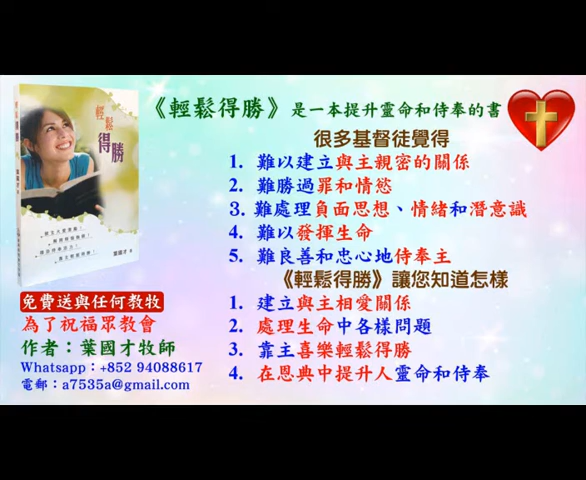 《輕鬆得勝》是一本提升靈命和侍奉的書
很多基督徒覺得
1. 難以建立與主親密的關係
2. 難勝過罪和情慾
3. 難處理負面思想、情緒和潛意識
4. 難以發揮生命
5. 難良善和忠心地侍奉主
《輕鬆得勝》讓您知道怎樣
1. 建立與主相愛關係
2. 處理生命中各樣問題
3. 靠主喜樂輕鬆得勝
4. 在恩典中提升人靈命和侍奉
輕鬆
得勝
葉國才 著
免費送與任何教牧
為了祝福眾教會
作者：葉國才牧師
Whatsapp：+852 94088617
電郵：a7535a@gmail.com